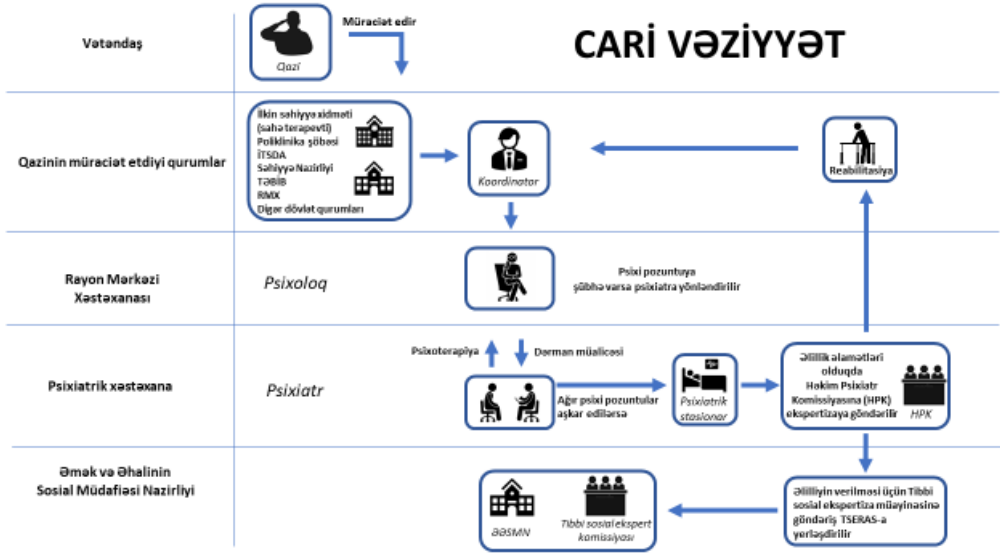 Vətəndaş
Müraciət edir
Qazi
CARİ VƏZİYYƏT
Qazinin müraciət etdiyi qurumlar
İlkin səhiyyə xidməti
(sahə terapevti)
Poliklinika şöbəsi
İTSDA
Səhiyyə Nazirliyi
TƏBİB
RMX
Digər dövlət qurumları
Koordinator
Reabilitasiya
Rayon Mərkəzi
Xəstəxanası
Psixoloq
Psixi pozuntuya
şübhə varsa psixiatra yönləndirilir
Psixiatrik xəstəxana
Psixiatr
Psixoterapiya
Dərman müalicəsi
Ağır psixi pozuntular
aşkar edilərsə
Psixiatrik
stasionar
Əlillik əlamətləri
olduqda
Həkim Psixiatr
Komissiyasına (HPK)
ekspertizaya göndərilir
HPK
Əmək və Əhalinin
Sosial Müdafiəsi Nazirliyi
ƏƏSMN
Tibbi sosial ekspert
komissiyası
Əlilliyin verilməsi üçün Tibbi
sosial ekspertiza müayinəsinə
göndəriş TSERAS-a
yerləşdirilir